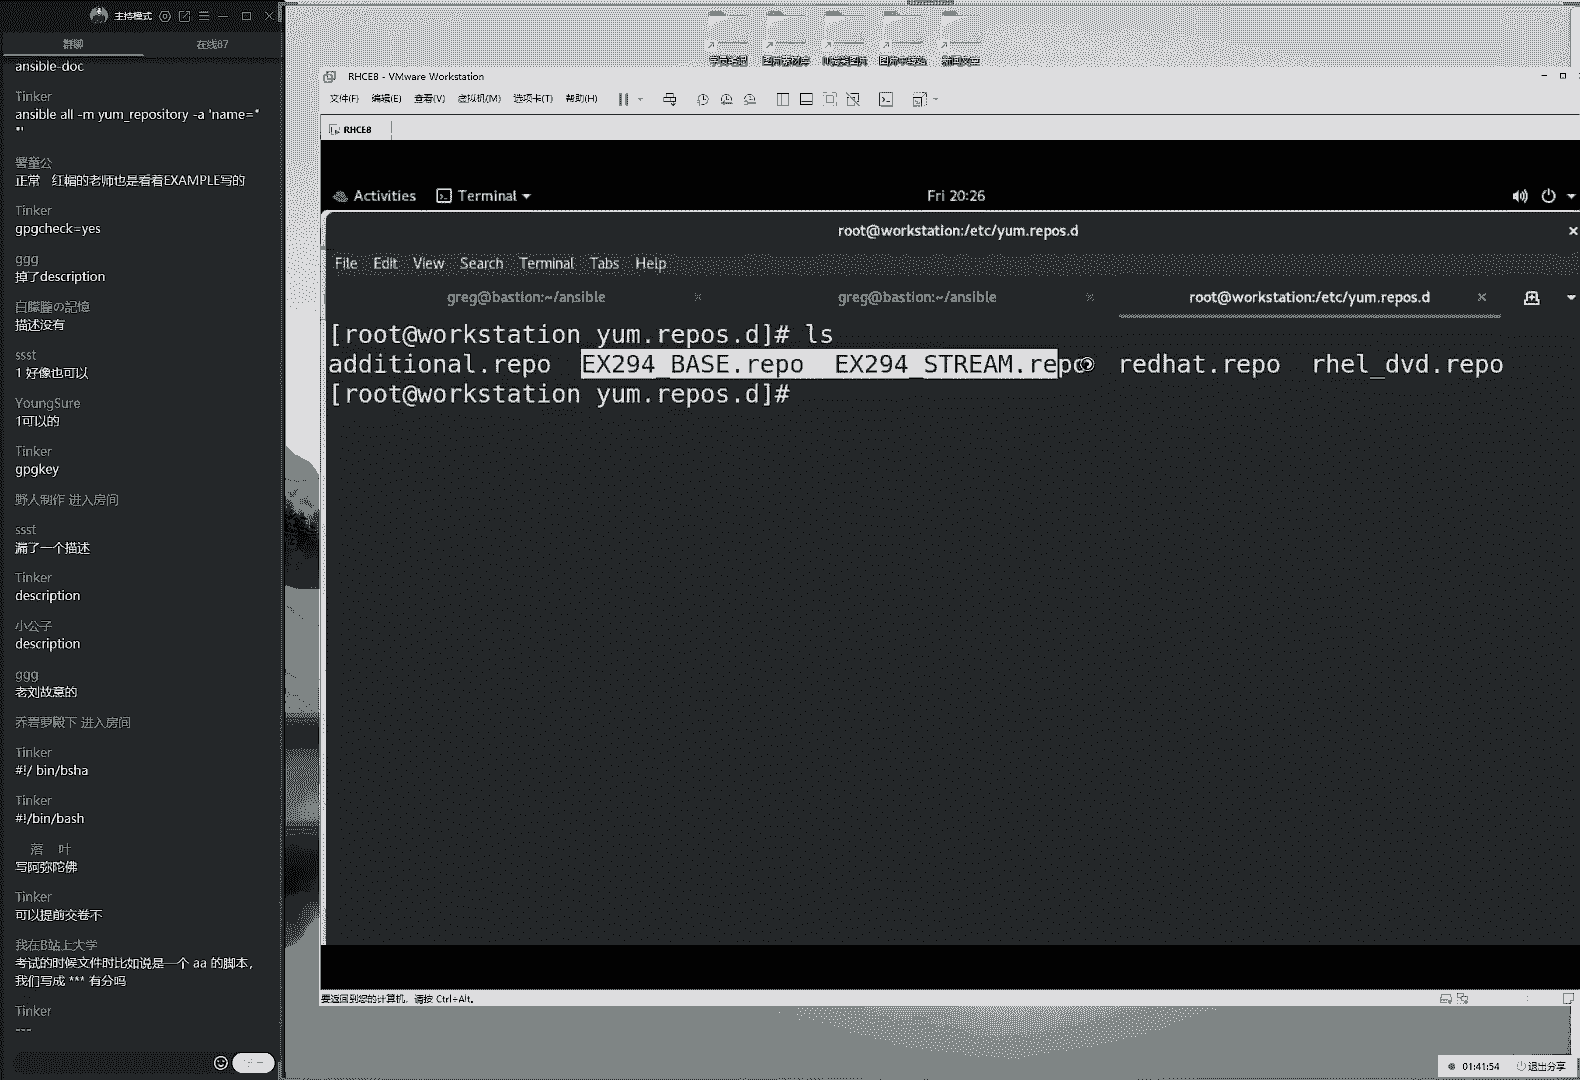 主持模式
群聊
在线87
ansible-doc
Tinker
ansible all -m yum_repository -a 'name="
"'
署童公
正常 红帽的老师也是看着EXAMPLE写的
Tinker
gpgcheck=yes
ggg
掉了description
白朦朧の記憶
描述没有
ssst
1 好像也可以
YoungSure
1可以的
Tinker
gpgkey
野人制作 进入房间
ssst
漏了一个描述
Tinker
description
小公子
description
ggg
老刘故意的
乔碧萝殿下 进入房间
Tinker
#!/ bin/bsha
Tinker
#!/bin/bash
落 叶
写阿弥陀佛
Tinker
可以提前交卷不
我在B站上大学
考试的时候文件时比如说是一个 aa 的脚本，
我们写成 *** 有分吗
Tinker
---
RHCE8 - VMware Workstation
文件(F) 编辑(E) 查看(V) 虚拟机(M) 选项卡(T) 帮助(H)
RHCE8
Activities Terminal
Fri 20:26
root@workstation:/etc/yum.repos.d
File Edit View Search Terminal Tabs Help
greg@bastion:~/ansible
greg@bastion:~/ansible
root@workstation:/etc/yum.repos.d
[root@workstation yum.repos.d]# ls
additional.repo EX294_BASE.repo EX294_STREAM.repo redhat.repo rhel_dvd.repo
[root@workstation yum.repos.d]#
要返回到您的计算机，请按 Ctrl+Alt。
01:41:54
退出分享